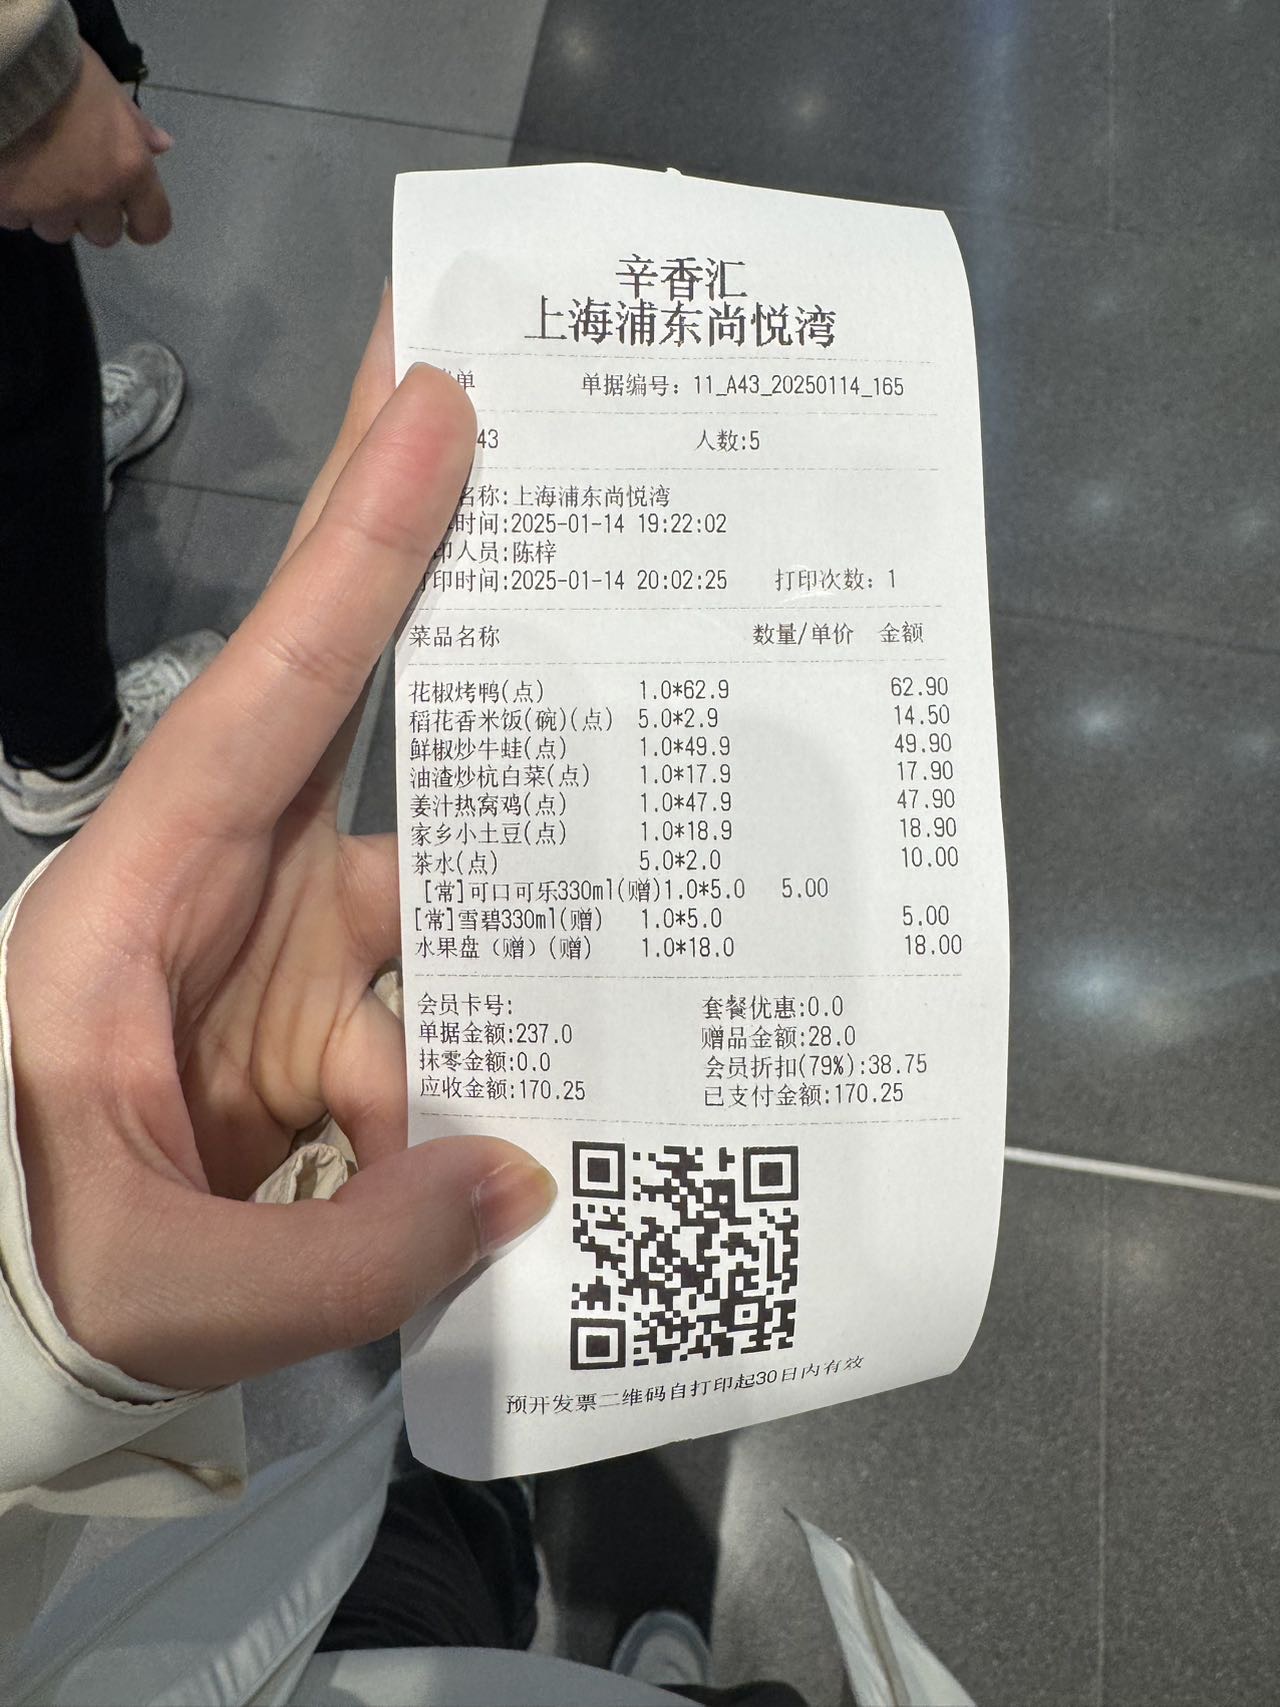 辛香汇
上海浦东尚悦湾
单 单据编号：11_A43_20250114_165
43 人数:5
名称:上海浦东尚悦湾
时间:2025-01-14 19:22:02
印人员:陈梓
打印时间:2025-01-14 20:02:25 打印次数：1
菜品名称 数量/单价 金额
花椒烤鸭(点) 1.0*62.9 62.90
稻花香米饭(碗)(点) 5.0*2.9 14.50
鲜椒炒牛蛙(点) 1.0*49.9 49.90
油渣炒杭白菜(点) 1.0*17.9 17.90
姜汁热窝鸡(点) 1.0*47.9 47.90
家乡小土豆(点) 1.0*18.9 18.90
茶水(点) 5.0*2.0 10.00
[常]可口可乐330ml(赠)1.0*5.0 5.00
[常]雪碧330ml(赠) 1.0*5.0 5.00
水果盘（赠）(赠) 1.0*18.0 18.00
会员卡号: 套餐优惠:0.0
单据金额:237.0 赠品金额:28.0
抹零金额:0.0 会员折扣(79%):38.75
应收金额:170.25 已支付金额:170.25
预开发票二维码自打印起30日内有效